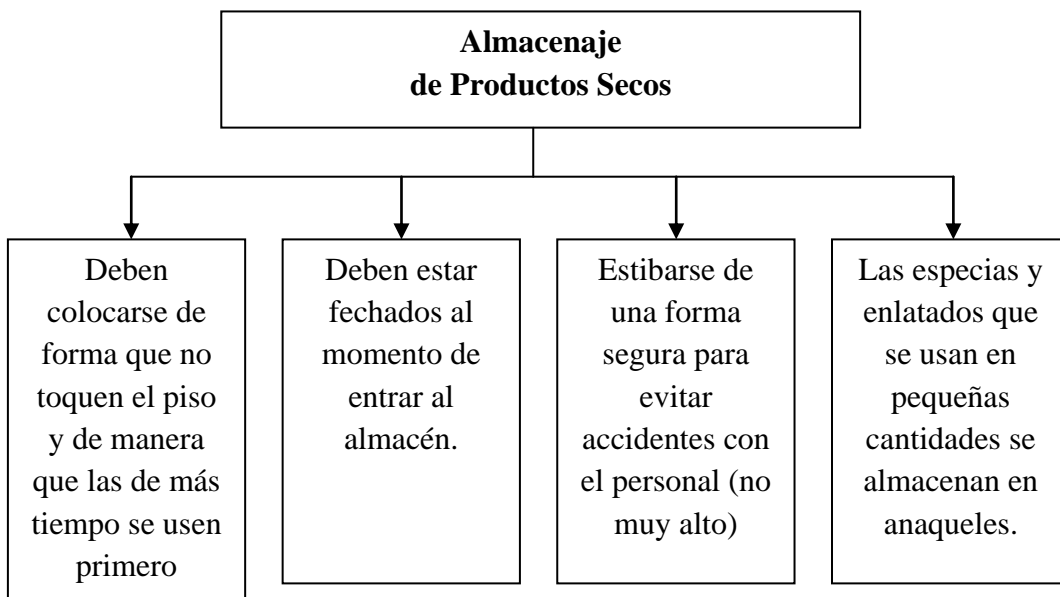 Almacenaje
de Productos Secos
Deben
colocarse de
forma que no
toquen el piso
y de manera
que las de más
tiempo se usen
primero
Deben estar
fechados al
momento de
entrar al
almacén.
Estibarse de
una forma
segura para
evitar
accidentes con
el personal (no
muy alto)
Las especias y
enlatados que
se usan en
pequeñas
cantidades se
almacenan en
anaqueles.